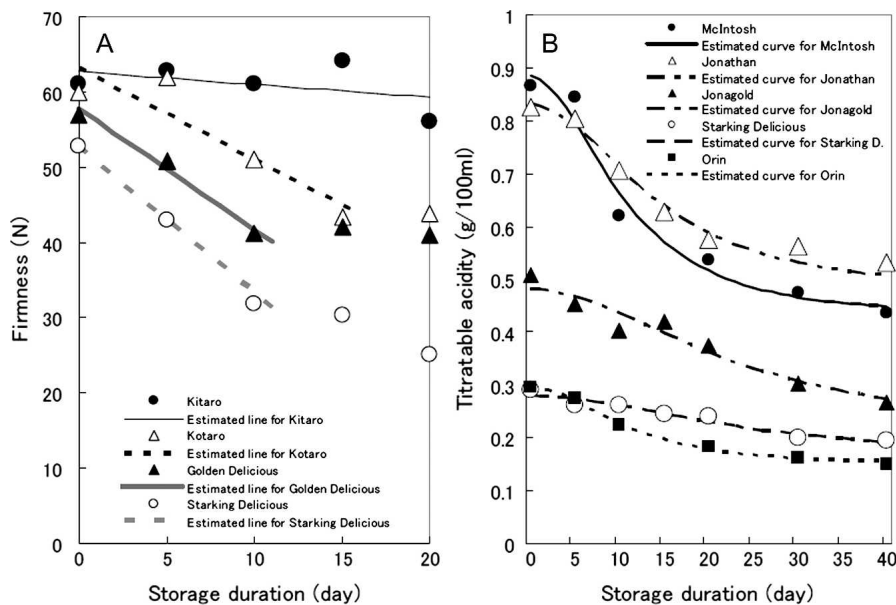 A
Firmness (N)
70
60
50
40
30
20
10
0
Kitaro
Estimated line for Kitaro
Kotaro
Estimated line for Kotaro
Golden Delicious
Estimated line for Golden Delicious
Starking Delicious
Estimated line for Starking Delicious
0 5 10 15 20
Storage duration (day)
B
Titratable acidity (g/100ml)
1
0.9
0.8
0.7
0.6
0.5
0.4
0.3
0.2
0.1
0
McIntosh
Estimated curve for McIntosh
Jonathan
Estimated curve for Jonathan
Jonagold
Estimated curve for Jonagold
Starking Delicious
Estimated curve for Starking D.
Orin
Estimated curve for Orin
0 5 10 15 20 25 30 35 40
Storage duration (day)